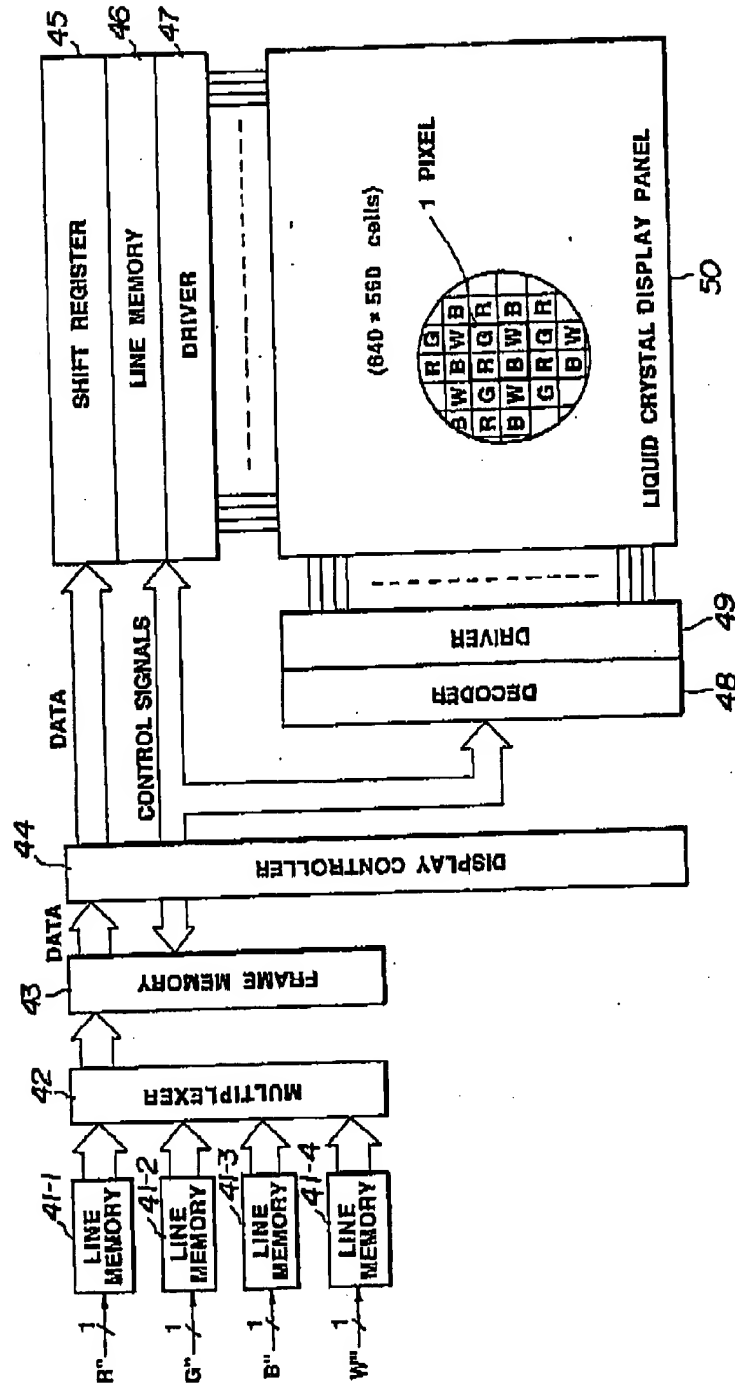 R"
G"
B"
W"
1
1
1
1
41-1
LINE
MEMORY
41-2
LINE
MEMORY
41-3
LINE
MEMORY
41-4
LINE
MEMORY
42
MULTIPLEXER
43
FRAME MEMORY
DATA
44
DISPLAY CONTROLLER
DATA
CONTROL SIGNALS
SHIFT REGISTER
45
LINE MEMORY
46
DRIVER
47
DECODER
48
DRIVER
49
(640 × 560 cells)
1 PIXEL
R G
B W B W B
R G R G R
B W B W B
G R G R
B W
LIQUID CRYSTAL DISPLAY PANEL
50